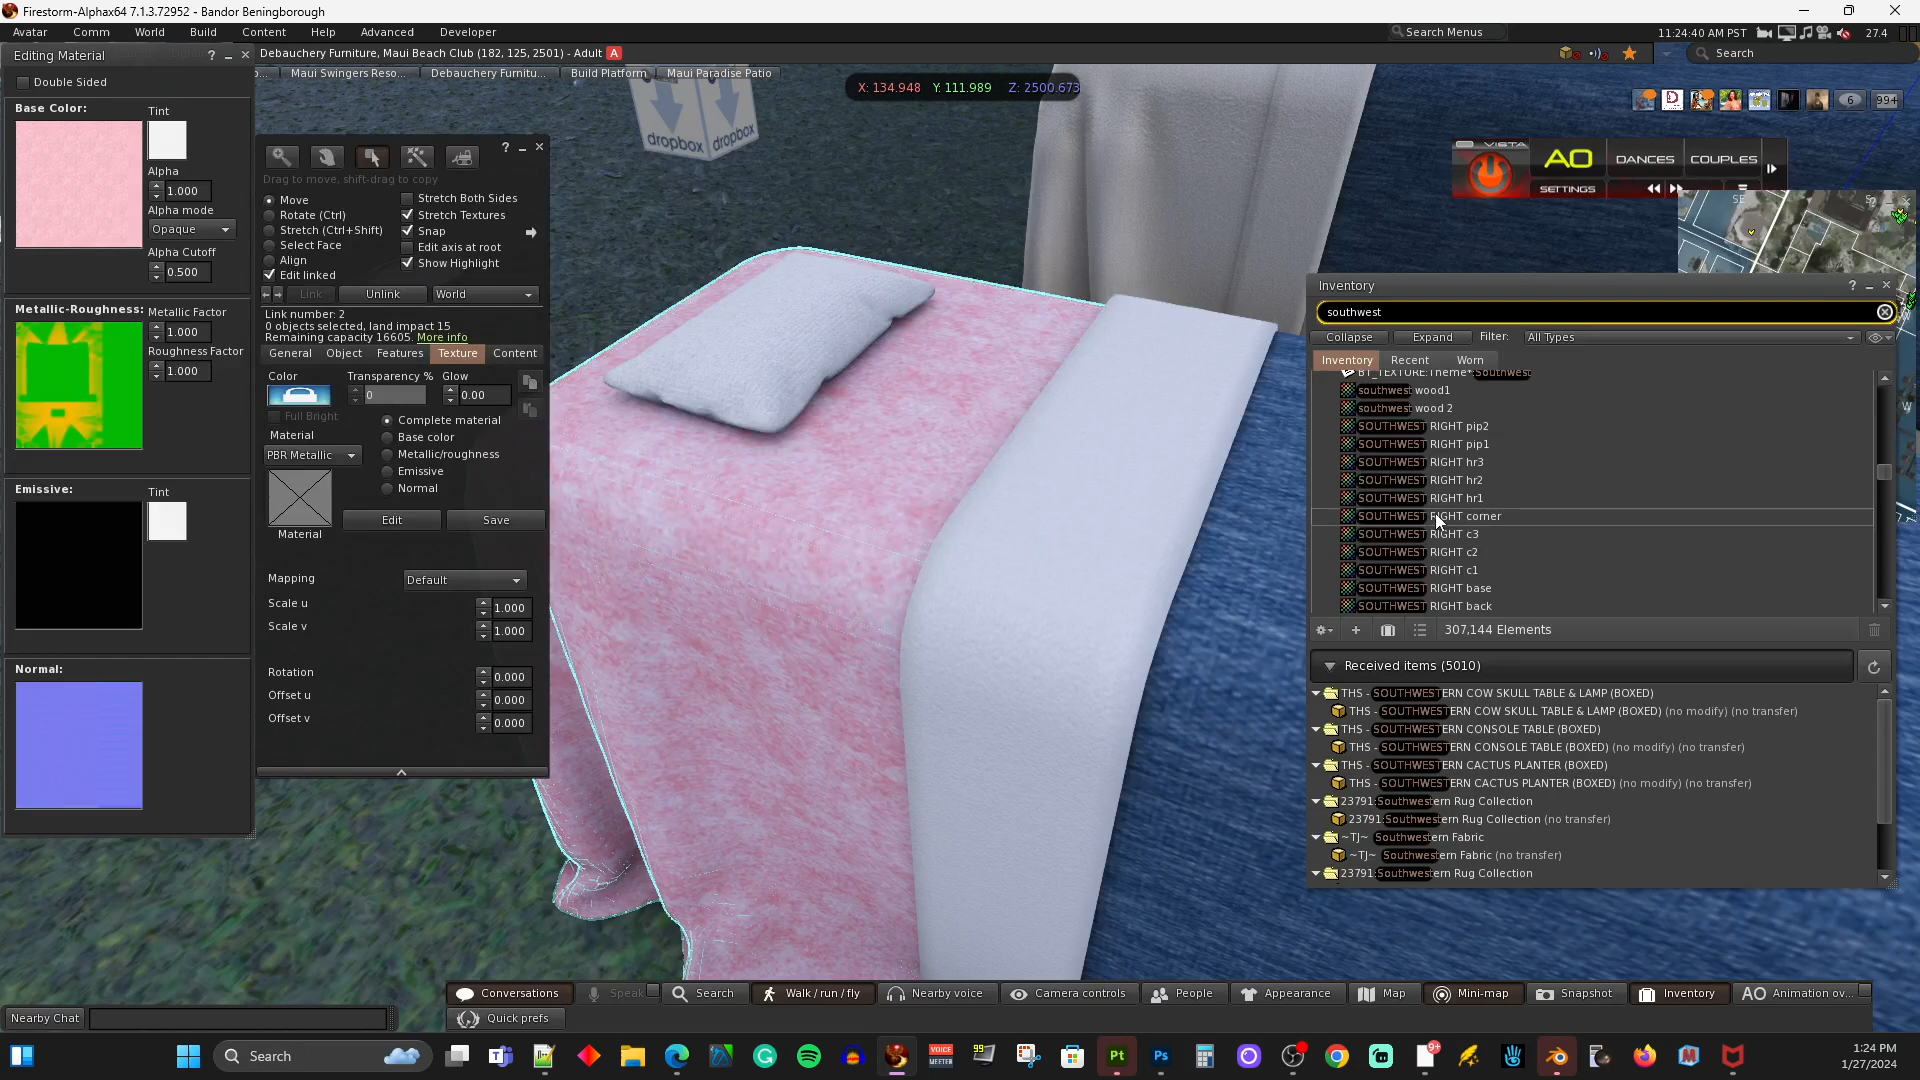 Firestorm-Alphax64 7.1.3.72952 - Bandor Beningborough
Avatar Comm World Build Content Help Advanced Developer
Search Menus
11:24:40 AM PST
27.4
Debauchery Furniture, Maui Beach Club (182, 125, 2501) - Adult A
Search
Maui Swingers Reso... Debauchery Furnitu... Build Platform Maui Paradise Patio
X: 134.948 Y: 111.989 Z: 2500.673
6 99+
Editing Material ?
Double Sided
Base Color:
Tint
Alpha
1.000
Alpha mode
Opaque
Alpha Cutoff
0.500
Metallic-Roughness:
Metallic Factor
1.000
Roughness Factor
1.000
Emissive:
Tint
Normal:
?
Drag to move, shift-drag to copy
Move
Rotate (Ctrl)
Stretch (Ctrl+Shift)
Select Face
Align
Edit linked
Stretch Both Sides
Stretch Textures
Snap
Edit axis at root
Show Highlight
Link Unlink World
Link number: 2
0 objects selected, land impact 15
Remaining capacity 16605. More info
General Object Features Texture Content
Color Transparency % Glow
0 0.00
Full Bright
Material
PBR Metallic
Complete material
Base color
Metallic/roughness
Emissive
Normal
Edit Save
Material
Mapping Default
Scale u 1.000
Scale v 1.000
Rotation 0.000
Offset u 0.000
Offset v 0.000
dropbox dropbox
VISTA AO DANCES COUPLES
SETTINGS
SE
W
Inventory ?
southwest
Collapse Expand Filter: All Types
Inventory Recent Worn
BT_TEXTURE:Theme*:Southwest
southwest wood1
southwest wood 2
SOUTHWEST RIGHT pip2
SOUTHWEST RIGHT pip1
SOUTHWEST RIGHT hr3
SOUTHWEST RIGHT hr2
SOUTHWEST RIGHT hr1
SOUTHWEST RIGHT corner
SOUTHWEST RIGHT c3
SOUTHWEST RIGHT c2
SOUTHWEST RIGHT c1
SOUTHWEST RIGHT base
SOUTHWEST RIGHT back
307,144 Elements
Received items (5010)
THS - SOUTHWESTERN COW SKULL TABLE & LAMP (BOXED)
THS - SOUTHWESTERN COW SKULL TABLE & LAMP (BOXED) (no modify) (no transfer)
THS - SOUTHWESTERN CONSOLE TABLE (BOXED)
THS - SOUTHWESTERN CONSOLE TABLE (BOXED) (no modify) (no transfer)
THS - SOUTHWESTERN CACTUS PLANTER (BOXED)
THS - SOUTHWESTERN CACTUS PLANTER (BOXED) (no modify) (no transfer)
23791:Southwestern Rug Collection
23791:Southwestern Rug Collection (no transfer)
~TJ~ Southwestern Fabric
~TJ~ Southwestern Fabric (no transfer)
23791:Southwestern Rug Collection
Conversations Speak Search Walk / run / fly Nearby voice Camera controls People Appearance Map Mini-map Snapshot Inventory AO Animation ov...
Nearby Chat
Quick prefs
Search
VOICE MEETER
99
Pt Ps
9+
1:24 PM
1/27/2024